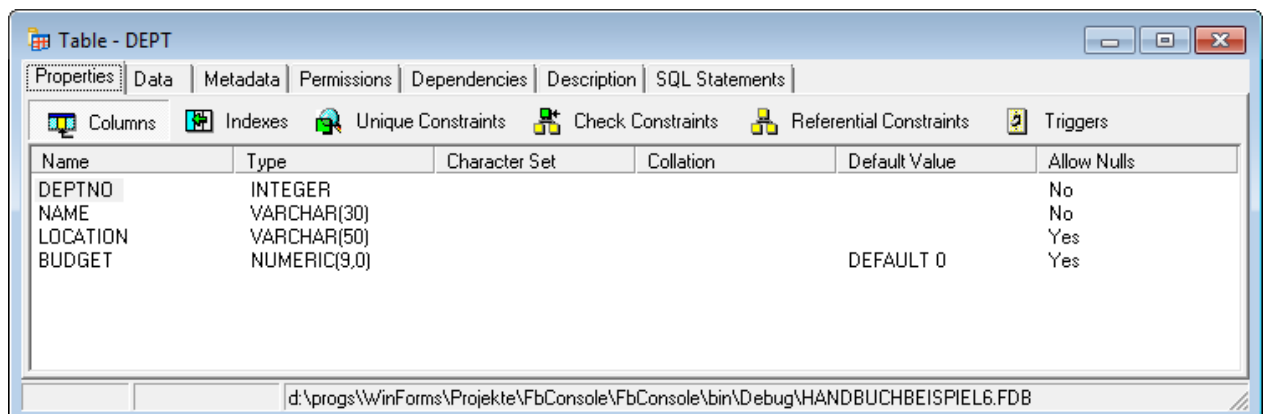 Table - DEPT
Properties Data Metadata Permissions Dependencies Description SQL Statements
Columns Indexes Unique Constraints Check Constraints Referential Constraints Triggers
Name Type Character Set Collation Default Value Allow Nulls
DEPTNO INTEGER No
NAME VARCHAR(30) No
LOCATION VARCHAR(50) Yes
BUDGET NUMERIC(9,0) DEFAULT 0 Yes
d:\progs\WinForms\Projekte\FbConsole\FbConsole\bin\Debug\HANDBUCHBEISPIEL6.FDB